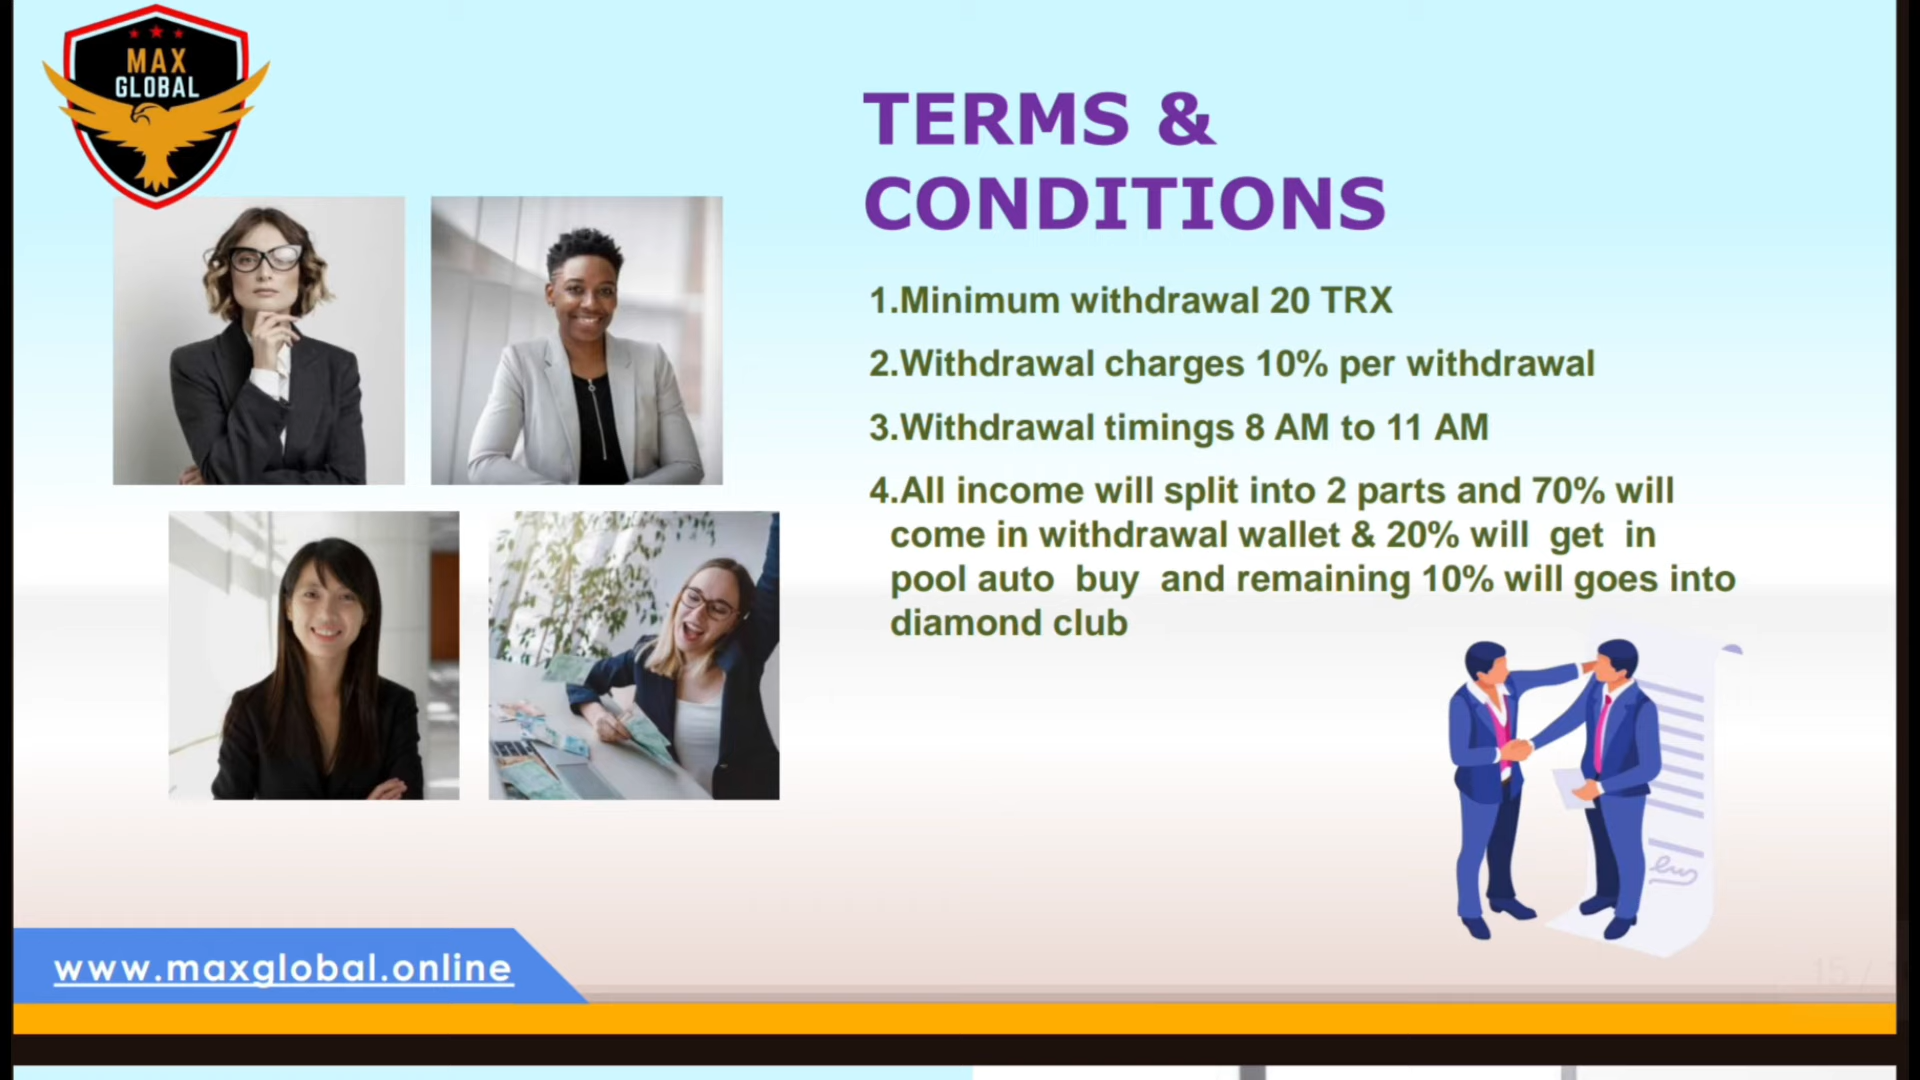 MAX
GLOBAL
TERMS &
CONDITIONS
1.Minimum withdrawal 20 TRX
2.Withdrawal charges 10% per withdrawal
3.Withdrawal timings 8 AM to 11 AM
4.All income will split into 2 parts and 70% will
come in withdrawal wallet & 20% will get in
pool auto buy and remaining 10% will goes into
diamond club
www.maxglobal.online
15 /